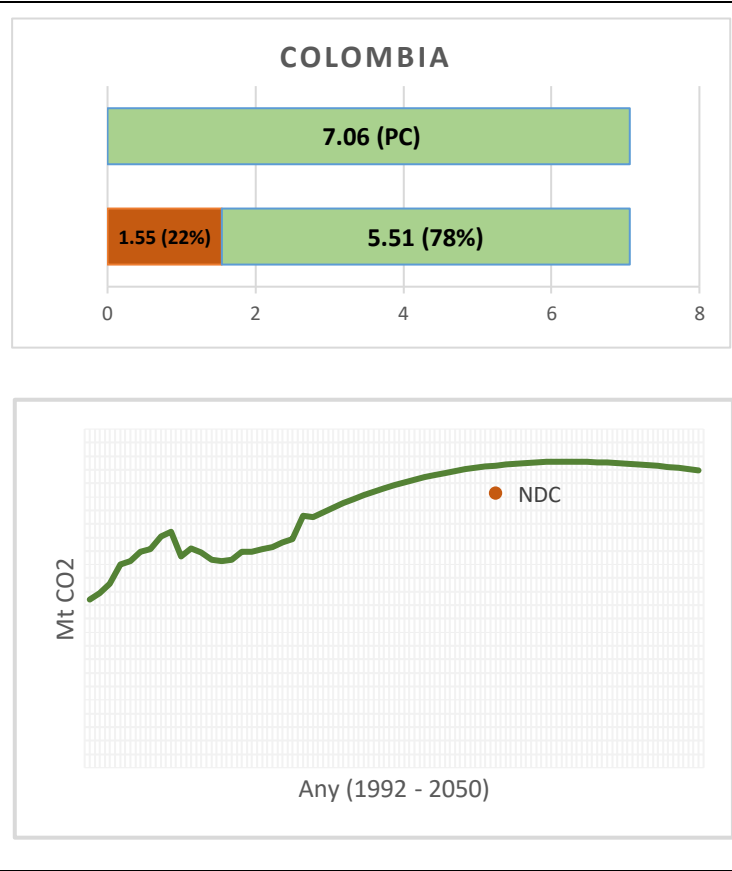 COLOMBIA
7.06 (PC)
1.55 (22%) 5.51 (78%)
0 2 4 6 8
NDC
Mt CO2
Any (1992 - 2050)